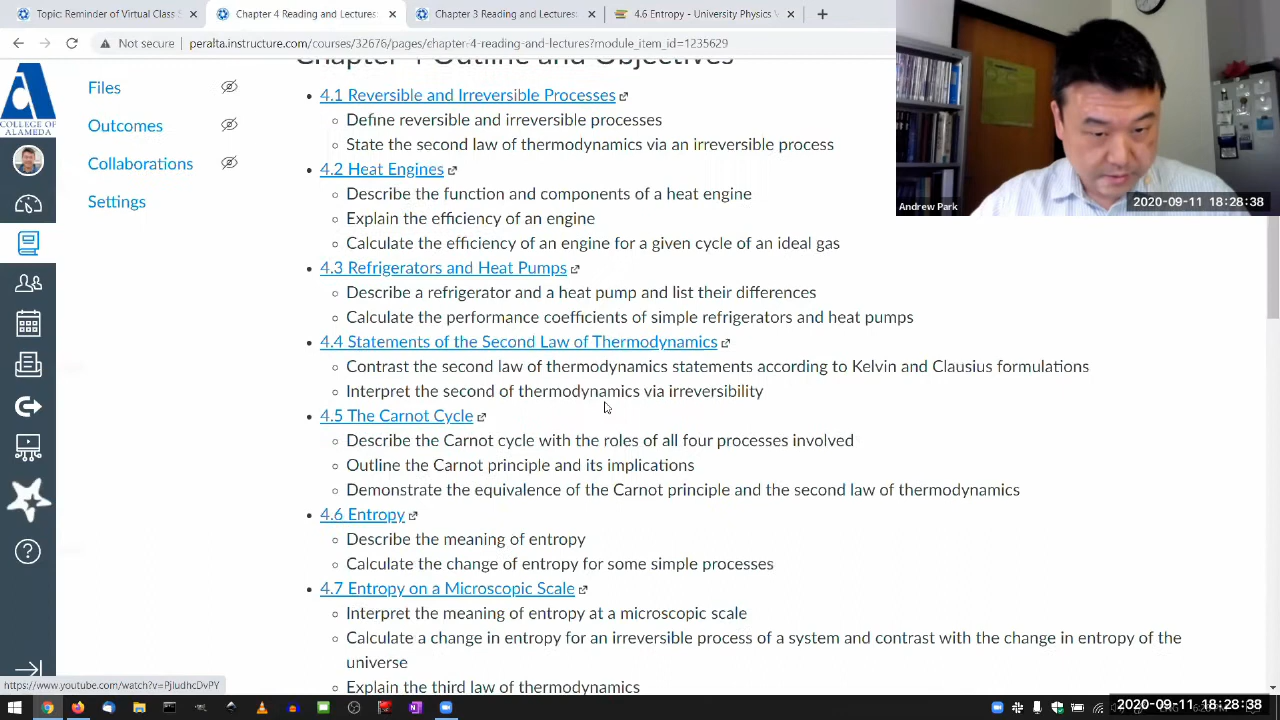 Topics of Virtual Class
Chapter 4 Reading and Lectures
Chapter 3 Reading and Lectures
4.6 Entropy - University Physics V
Not secure
peralta.instructure.com/courses/32676/pages/chapter-4-reading-and-lectures?module_item_id=1235629
Chapter 4 Outline and Objectives
COLLEGE OF
ALAMEDA
Files
Outcomes
Collaborations
Settings
4.1 Reversible and Irreversible Processes
Define reversible and irreversible processes
State the second law of thermodynamics via an irreversible process
4.2 Heat Engines
Describe the function and components of a heat engine
Explain the efficiency of an engine
Calculate the efficiency of an engine for a given cycle of an ideal gas
4.3 Refrigerators and Heat Pumps
Describe a refrigerator and a heat pump and list their differences
Calculate the performance coefficients of simple refrigerators and heat pumps
4.4 Statements of the Second Law of Thermodynamics
Contrast the second law of thermodynamics statements according to Kelvin and Clausius formulations
Interpret the second of thermodynamics via irreversibility
4.5 The Carnot Cycle
Describe the Carnot cycle with the roles of all four processes involved
Outline the Carnot principle and its implications
Demonstrate the equivalence of the Carnot principle and the second law of thermodynamics
4.6 Entropy
Describe the meaning of entropy
Calculate the change of entropy for some simple processes
4.7 Entropy on a Microscopic Scale
Interpret the meaning of entropy at a microscopic scale
Calculate a change in entropy for an irreversible process of a system and contrast with the change in entropy of the
universe
Explain the third law of thermodynamics
Andrew Park
2020-09-11 18:28:38
https://www.youtube.com/watch?v=PjIudhcDvPY
2020-09-11 18:28:38